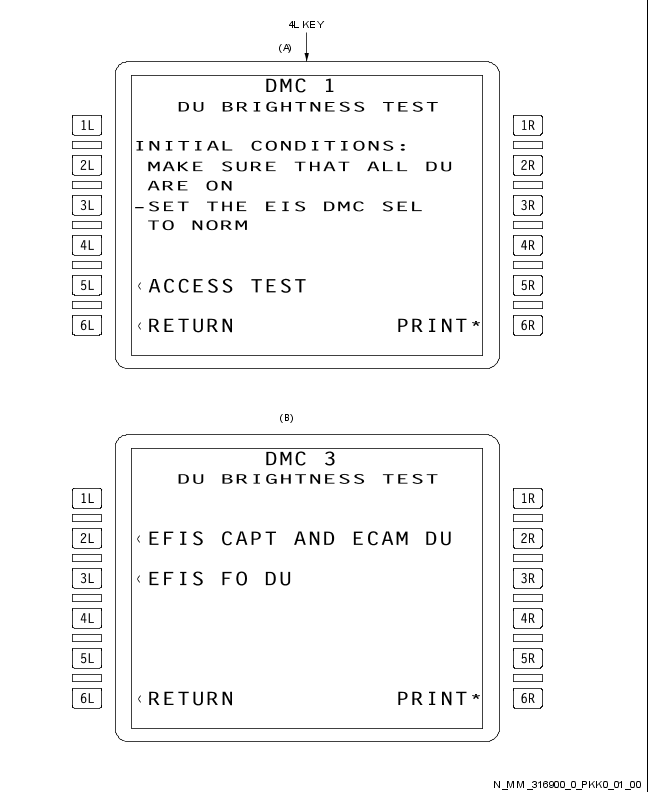 4L KEY
(A)
DMC 1
DU BRIGHTNESS TEST
1L
1R
INITIAL CONDITIONS:
2L
MAKE SURE THAT ALL DU
2R
ARE ON
3L
-SET THE EIS DMC SEL
3R
TO NORM
4L
4R
5L
<ACCESS TEST
5R
6L
<RETURN
PRINT*
6R
(B)
DMC 3
DU BRIGHTNESS TEST
1L
1R
2L
<EFIS CAPT AND ECAM DU
2R
3L
<EFIS FO DU
3R
4L
4R
5L
5R
6L
<RETURN
PRINT*
6R
N_MM_316900_0_PKK0_01_00